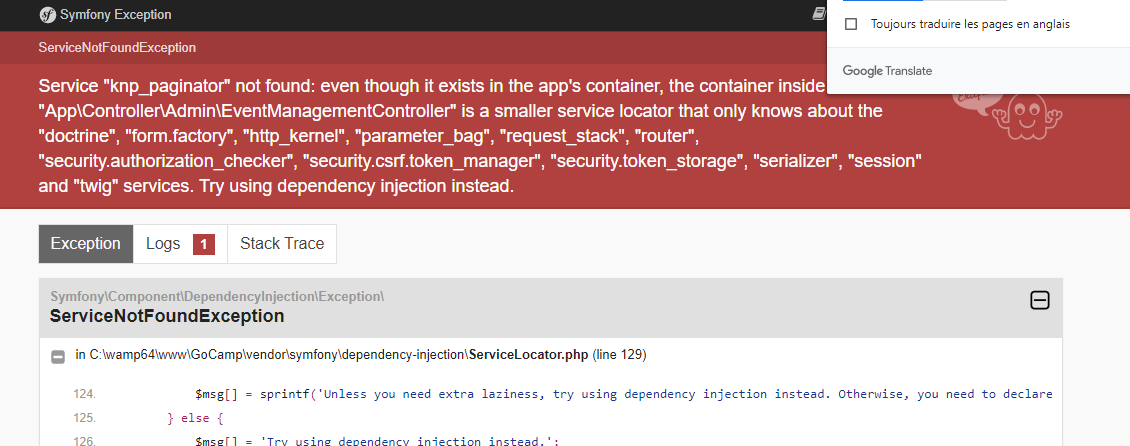 Symfony Exception
Toujours traduire les pages en anglais
Google Translate
ServiceNotFoundException
Service "knp_paginator" not found: even though it exists in the app's container, the container inside
"App\Controller\Admin\EventManagementController" is a smaller service locator that only knows about the
"doctrine", "form.factory", "http_kernel", "parameter_bag", "request_stack", "router",
"security.authorization_checker", "security.csrf.token_manager", "security.token_storage", "serializer", "session"
and "twig" services. Try using dependency injection instead.
Exception
Logs 1
Stack Trace
Symfony\Component\DependencyInjection\Exception\
ServiceNotFoundException
in C:\wamp64\www\GoCamp\vendor\symfony\dependency-injection\ServiceLocator.php (line 129)
124. $msg[] = sprintf('Unless you need extra laziness, try using dependency injection instead. Otherwise, you need to declare
125. } else {
126. $msg[] = 'Try using dependency injection instead.';